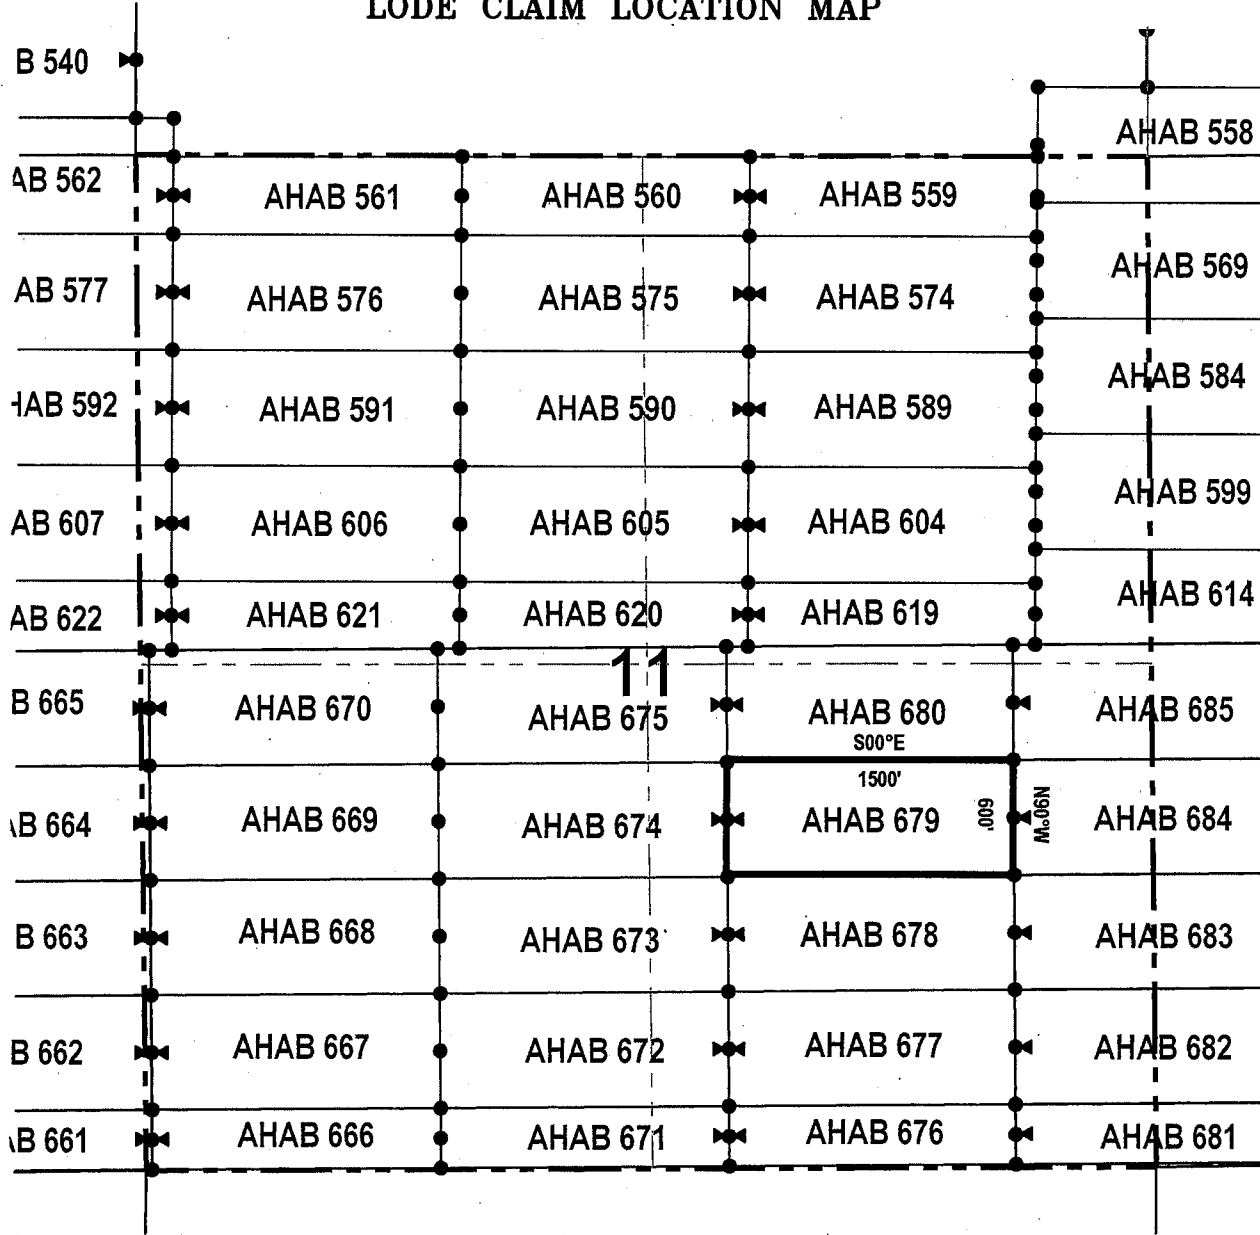 LODE CLAIM LOCATION MAP
B 540
AHAB 558
AB 562
AHAB 561
AHAB 560
AHAB 559
AHAB 569
AB 577
AHAB 576
AHAB 575
AHAB 574
AHAB 584
HAB 592
AHAB 591
AHAB 590
AHAB 589
AHAB 599
AB 607
AHAB 606
AHAB 605
AHAB 604
AHAB 614
AB 622
AHAB 621
AHAB 620
AHAB 619
11
B 665
AHAB 670
AHAB 675
AHAB 680
AHAB 685
S00°E
1500'
AB 664
AHAB 669
AHAB 674
AHAB 679
600'
N90°W
AHAB 684
B 663
AHAB 668
AHAB 673
AHAB 678
AHAB 683
B 662
AHAB 667
AHAB 672
AHAB 677
AHAB 682
AB 661
AHAB 666
AHAB 671
AHAB 676
AHAB 681